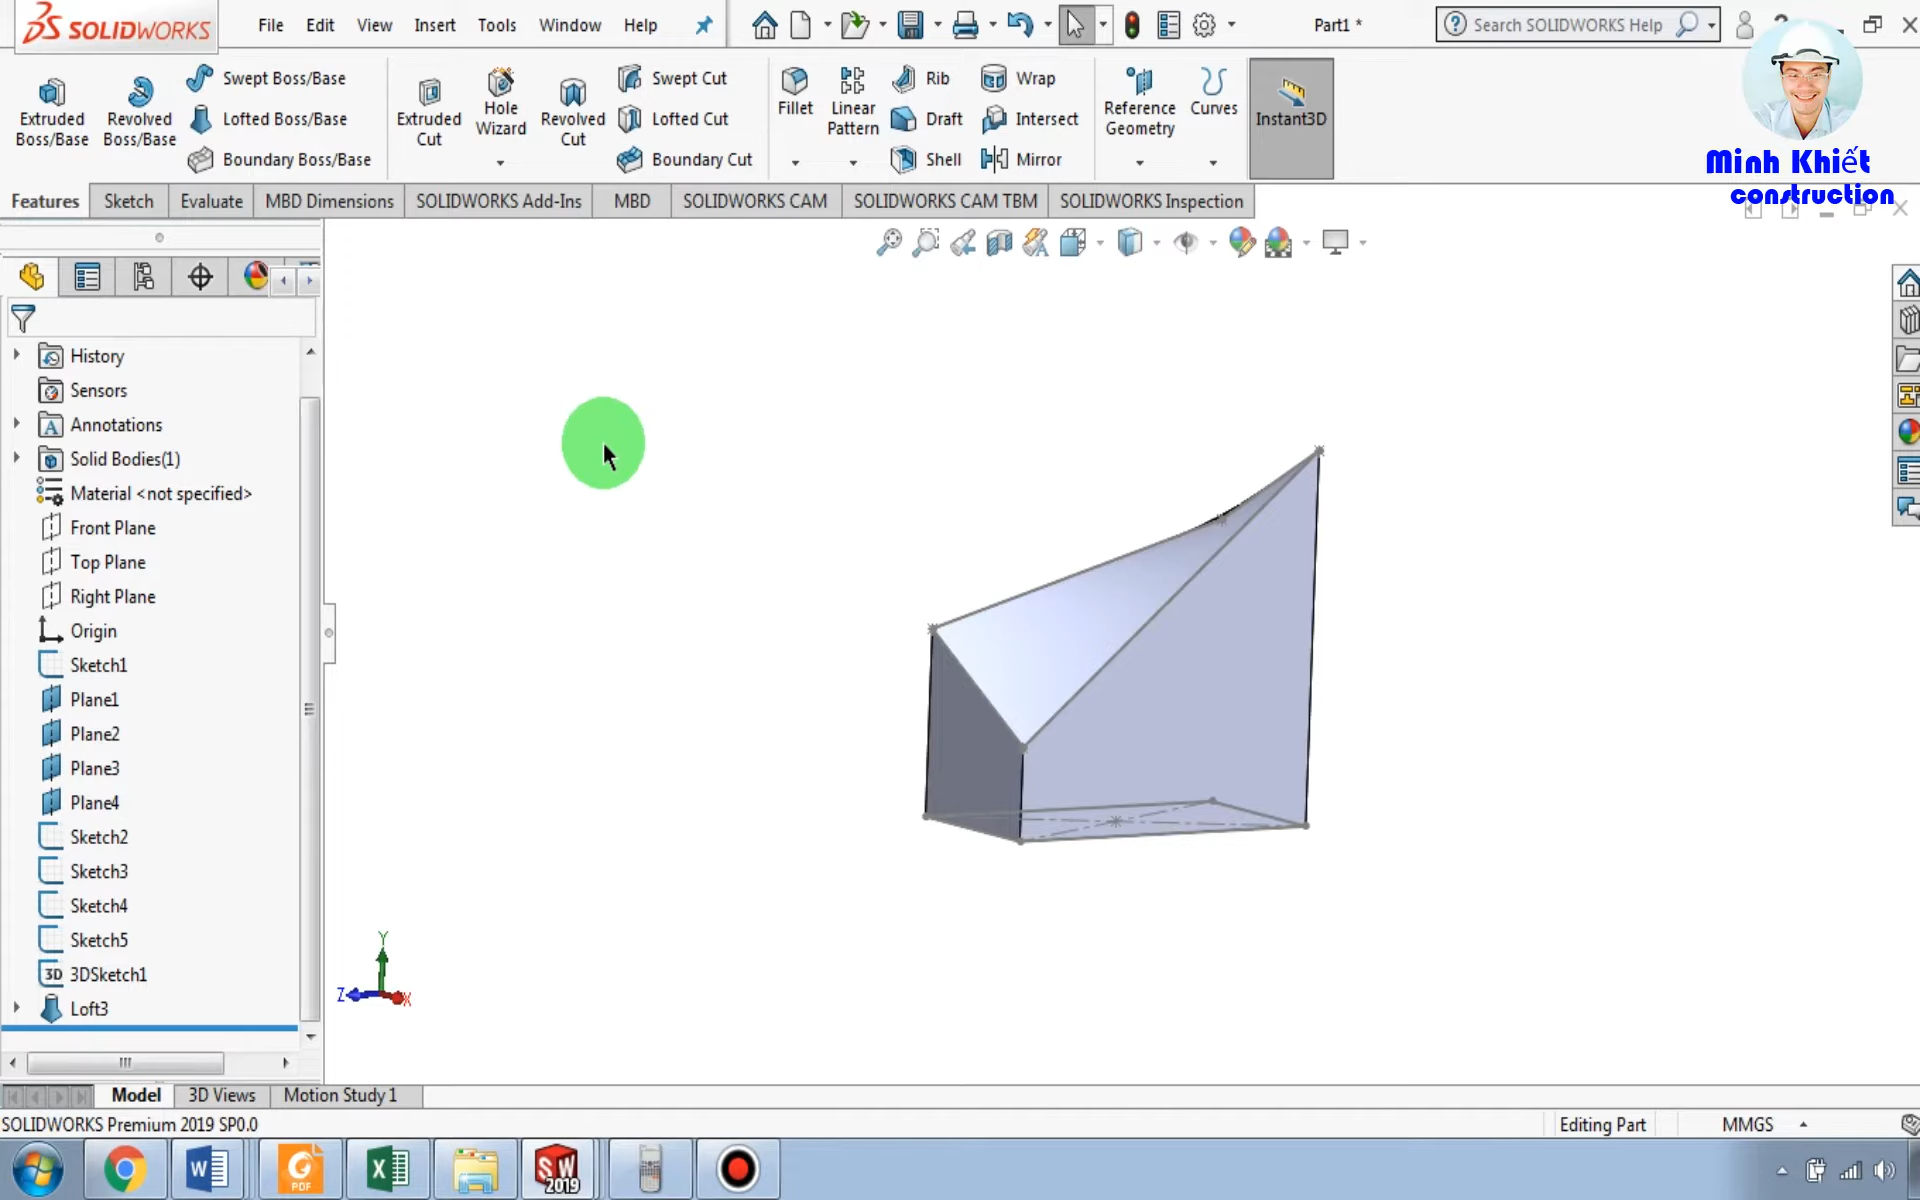 SOLIDWORKS
File Edit View Insert Tools Window Help
Part1 *
Search SOLIDWORKS Help
Extruded Boss/Base
Revolved Boss/Base
Swept Boss/Base
Lofted Boss/Base
Boundary Boss/Base
Extruded Cut
Hole Wizard
Revolved Cut
Swept Cut
Lofted Cut
Boundary Cut
Fillet
Linear Pattern
Rib
Draft
Shell
Wrap
Intersect
Mirror
Reference Geometry
Curves
Instant3D
Minh Khiết
construction
Features Sketch Evaluate MBD Dimensions SOLIDWORKS Add-Ins MBD SOLIDWORKS CAM SOLIDWORKS CAM TBM SOLIDWORKS Inspection
History
Sensors
Annotations
Solid Bodies(1)
Material <not specified>
Front Plane
Top Plane
Right Plane
Origin
Sketch1
Plane1
Plane2
Plane3
Plane4
Sketch2
Sketch3
Sketch4
Sketch5
3D 3DSketch1
Loft3
Y
Z
X
Model 3D Views Motion Study 1
SOLIDWORKS Premium 2019 SP0.0
Editing Part
MMGS
W
PDF
X
SW
2019